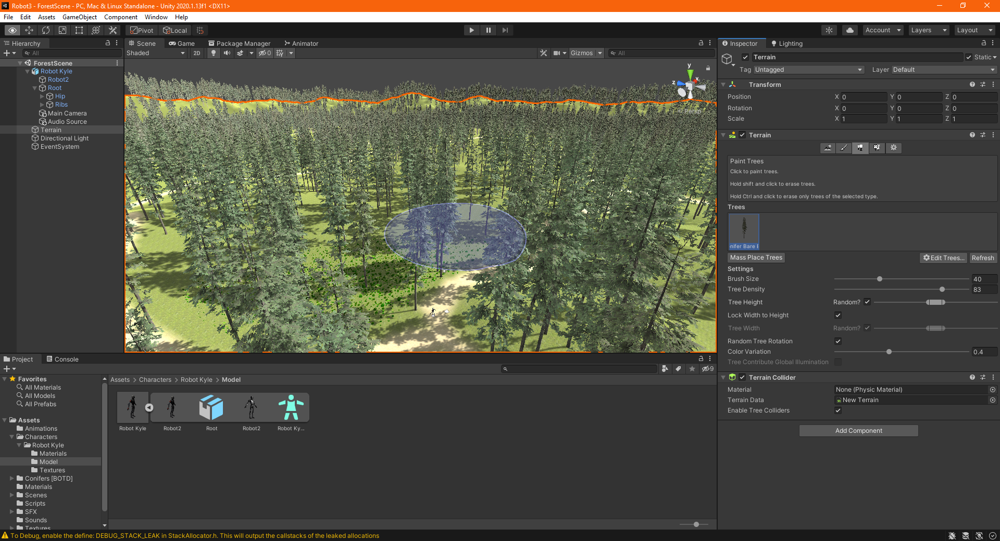 Robot3 - ForestScene - PC, Mac & Linux Standalone - Unity 2020.1.13f1 <DX11>
File Edit Assets GameObject Component Window Help
Pivot Local Account Layers Layout
Hierarchy
All
ForestScene
Robot Kyle
Robot2
Root
Hip
Ribs
Main Camera
Audio Source
Terrain
Directional Light
EventSystem
Scene Game Package Manager Animator
Shaded 2D 0 Gizmos All
y
x
z
Persp
Inspector Lighting
Terrain Static
Tag Untagged Layer Default
Transform
Position X 0 Y 0 Z 0
Rotation X 0 Y 0 Z 0
Scale X 1 Y 1 Z 1
Terrain
Paint Trees
Click to paint trees.
Hold shift and click to erase trees.
Hold Ctrl and click to erase only trees of the selected type.
Trees
nifer Bare
Mass Place Trees Edit Trees... Refresh
Settings
Brush Size 40
Tree Density 83
Tree Height Random?
Lock Width to Height
Tree Width Random?
Random Tree Rotation
Color Variation 0.4
Tree Contribute Global Illumination
Terrain Collider
Material None (Physic Material)
Terrain Data New Terrain
Enable Tree Colliders
Add Component
Project Console
9
Favorites
All Materials
All Models
All Prefabs
Assets
Animations
Characters
Robot Kyle
Materials
Model
Textures
Conifers [BOTD]
Materials
Scenes
Scripts
SFX
Sounds
Textures
Assets > Characters > Robot Kyle > Model
Robot Kyle Robot2 Root Robot2 Robot Ky...
To Debug, enable the define: DEBUG_STACK_LEAK in StackAllocator.h. This will output the callstacks of the leaked allocations